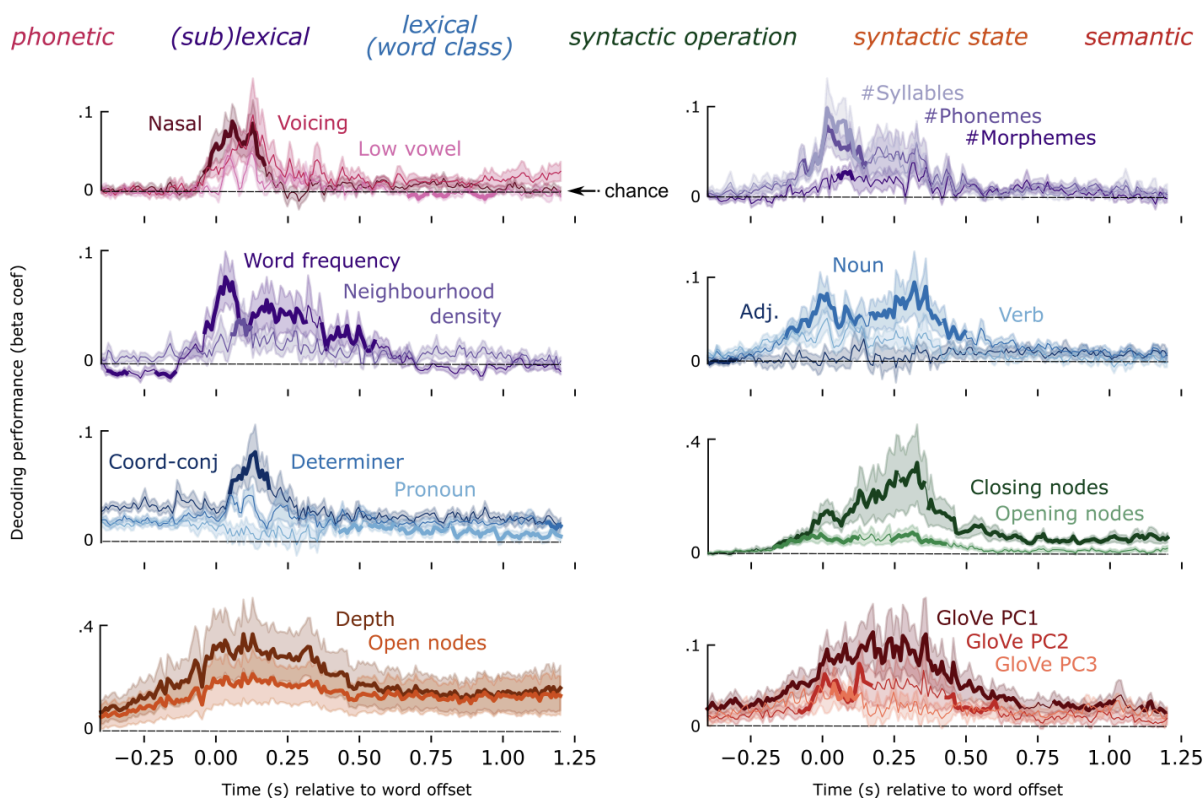 phonetic
(sub)lexical
lexical
(word class)
syntactic operation
syntactic state
semantic
Decoding performance (beta coef)
.1
0
Nasal
Voicing
Low vowel
chance
.1
0
#Syllables
#Phonemes
#Morphemes
.1
0
Word frequency
Neighbourhood
density
.1
0
Noun
Adj.
Verb
.1
0
Coord-conj
Determiner
Pronoun
.4
0
Closing nodes
Opening nodes
.4
0
Depth
Open nodes
.1
0
GloVe PC1
GloVe PC2
GloVe PC3
−0.25 0.00 0.25 0.50 0.75 1.00 1.25
Time (s) relative to word offset
−0.25 0.00 0.25 0.50 0.75 1.00 1.25
Time (s) relative to word offset